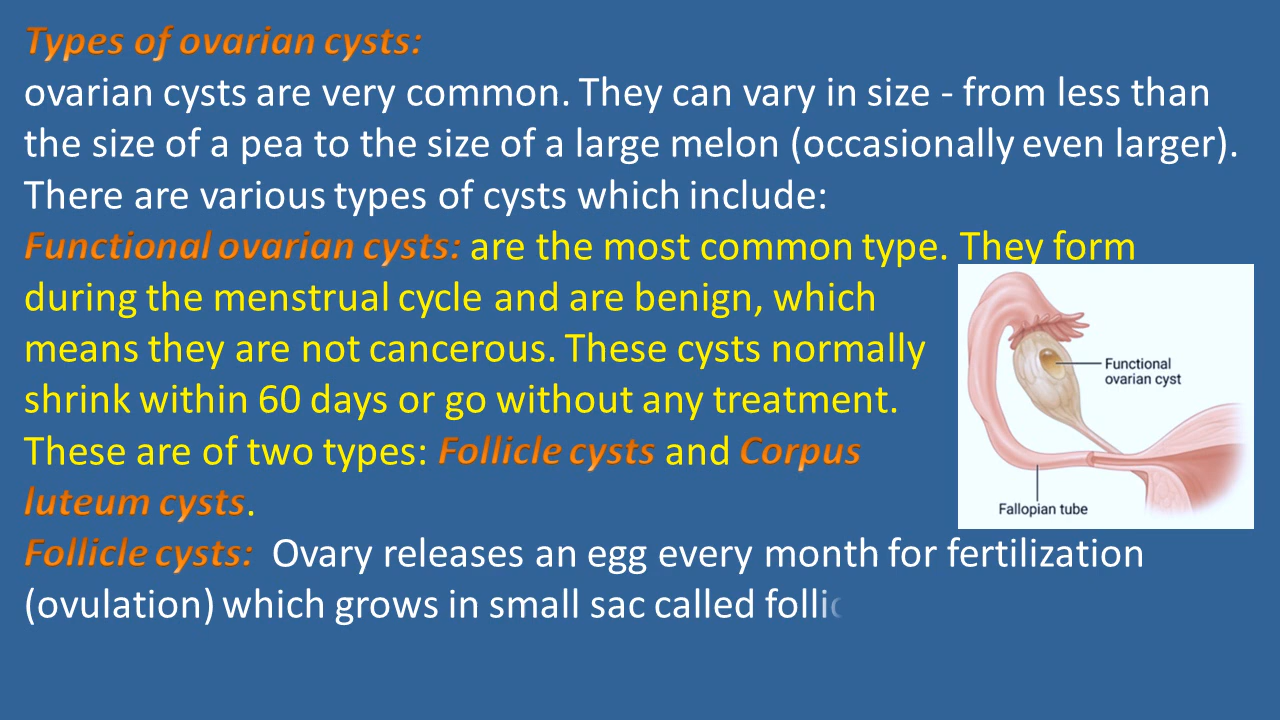 Types of ovarian cysts:
ovarian cysts are very common. They can vary in size - from less than
the size of a pea to the size of a large melon (occasionally even larger).
There are various types of cysts which include:
Functional ovarian cysts: are the most common type. They form
during the menstrual cycle and are benign, which
means they are not cancerous. These cysts normally
shrink within 60 days or go without any treatment.
These are of two types: Follicle cysts and Corpus
luteum cysts.
Follicle cysts: Ovary releases an egg every month for fertilization
(ovulation) which grows in small sac called follic
Functional
ovarian cyst
Fallopian tube